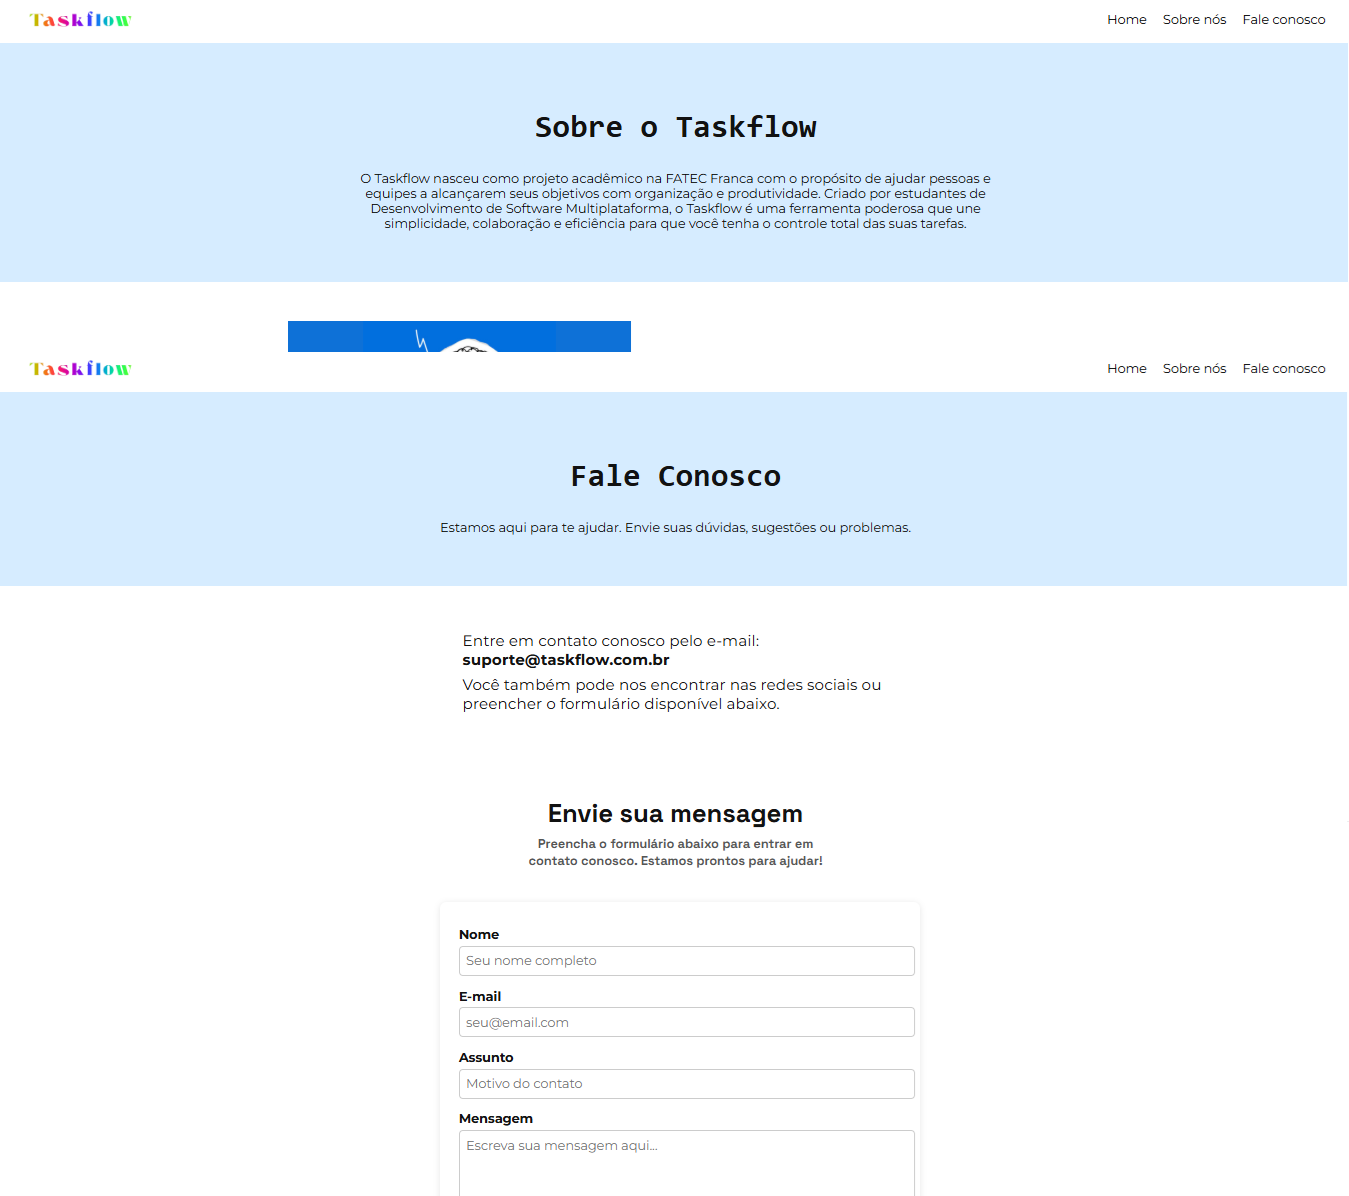 Taskflow
Home Sobre nós Fale conosco
Sobre o Taskflow
O Taskflow nasceu como projeto acadêmico na FATEC Franca com o propósito de ajudar pessoas e
equipes a alcançarem seus objetivos com organização e produtividade. Criado por estudantes de
Desenvolvimento de Software Multiplataforma, o Taskflow é uma ferramenta poderosa que une
simplicidade, colaboração e eficiência para que você tenha o controle total das suas tarefas.
Taskflow
Home Sobre nós Fale conosco
Fale Conosco
Estamos aqui para te ajudar. Envie suas dúvidas, sugestões ou problemas.
Entre em contato conosco pelo e-mail:
suporte@taskflow.com.br
Você também pode nos encontrar nas redes sociais ou
preencher o formulário disponível abaixo.
Envie sua mensagem
Preencha o formulário abaixo para entrar em
contato conosco. Estamos prontos para ajudar!
Nome
Seu nome completo
E-mail
seu@email.com
Assunto
Motivo do contato
Mensagem
Escreva sua mensagem aqui...